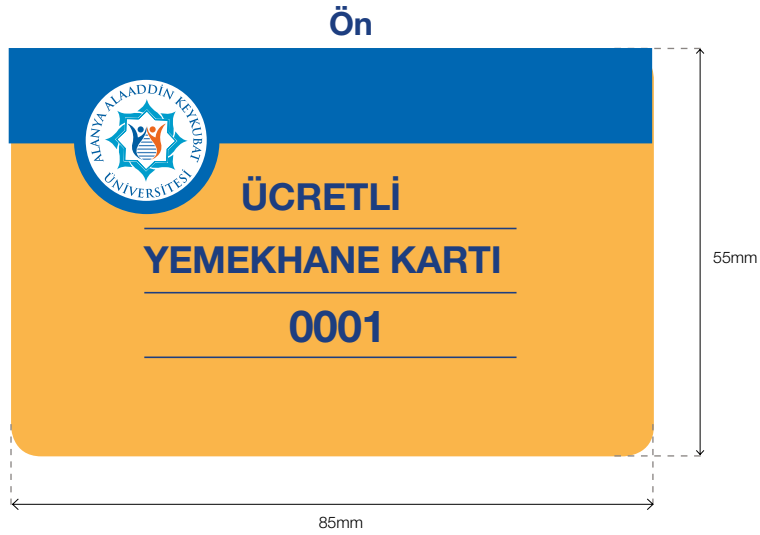 Ön
ALANYA ALAADDİN KEYKUBAT
ÜNİVERSİTESİ
ÜCRETLİ
YEMEKHANE KARTI
0001
55mm
85mm